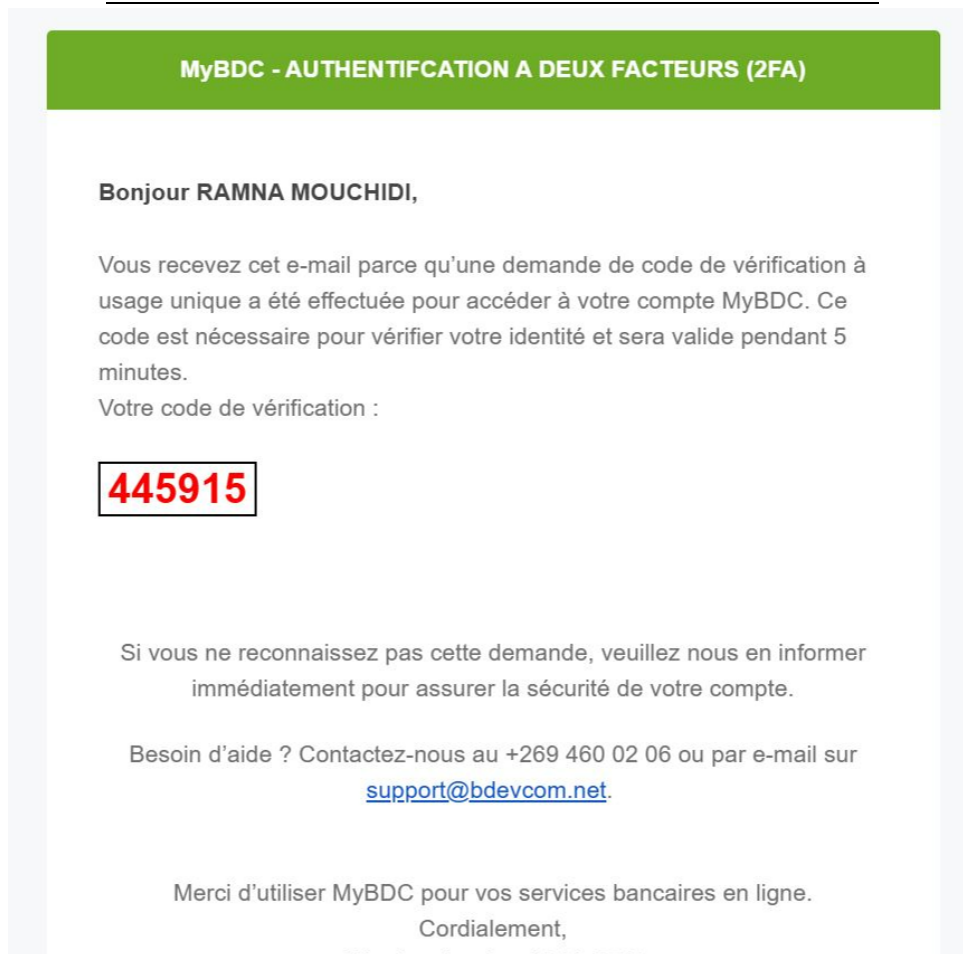 MyBDC - AUTHENTIFCATION A DEUX FACTEURS (2FA)
Bonjour RAMNA MOUCHIDI,
Vous recevez cet e-mail parce qu’une demande de code de vérification à
usage unique a été effectuée pour accéder à votre compte MyBDC. Ce
code est nécessaire pour vérifier votre identité et sera valide pendant 5
minutes.
Votre code de vérification :
445915
Si vous ne reconnaissez pas cette demande, veuillez nous en informer
immédiatement pour assurer la sécurité de votre compte.
Besoin d’aide ? Contactez-nous au +269 460 02 06 ou par e-mail sur
support@bdevcom.net.
Merci d’utiliser MyBDC pour vos services bancaires en ligne.
Cordialement,